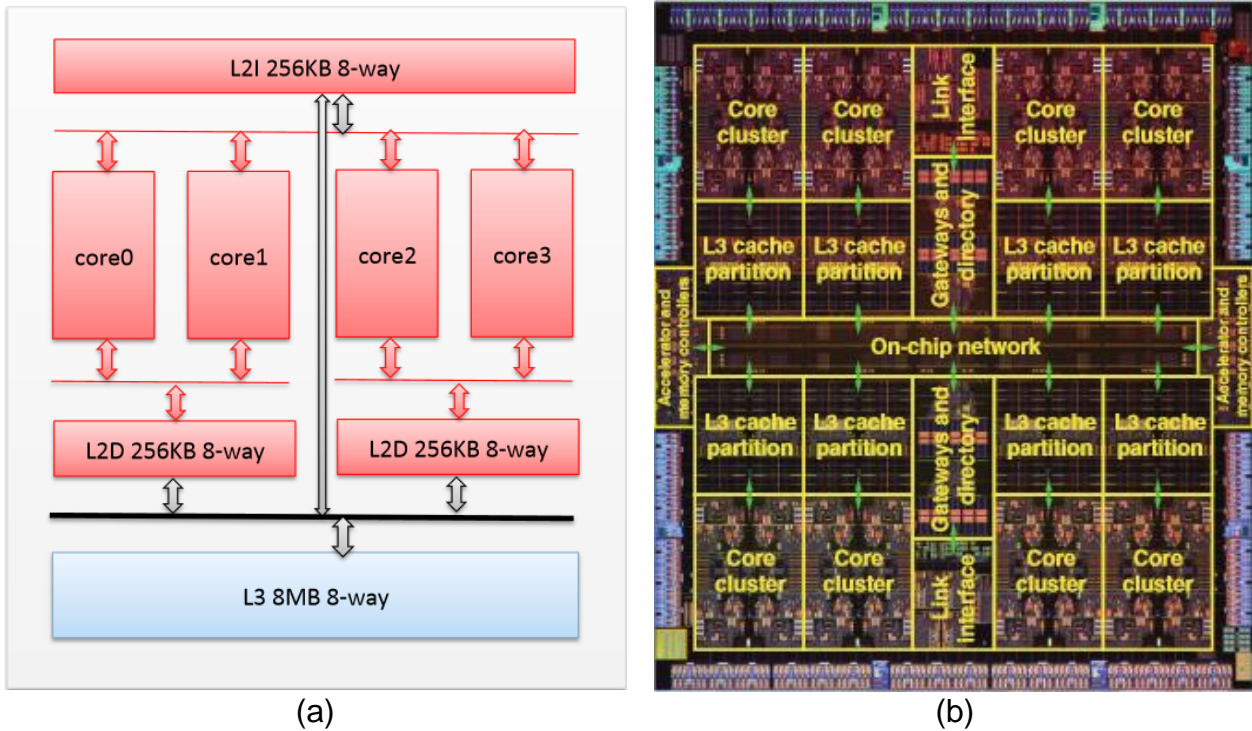 L2I 256KB 8-way
core0
core1
core2
core3
L2D 256KB 8-way
L2D 256KB 8-way
L3 8MB 8-way
(a)
Core
cluster
Core
cluster
Link
interface
Core
cluster
Core
cluster
L3 cache
partition
L3 cache
partition
Gateways and
directory
L3 cache
partition
L3 cache
partition
Accelerator and
memory controllers
On-chip network
Accelerator and
memory controllers
L3 cache
partition
L3 cache
partition
Gateways and
directory
L3 cache
partition
L3 cache
partition
Core
cluster
Core
cluster
Link
interface
Core
cluster
Core
cluster
(b)